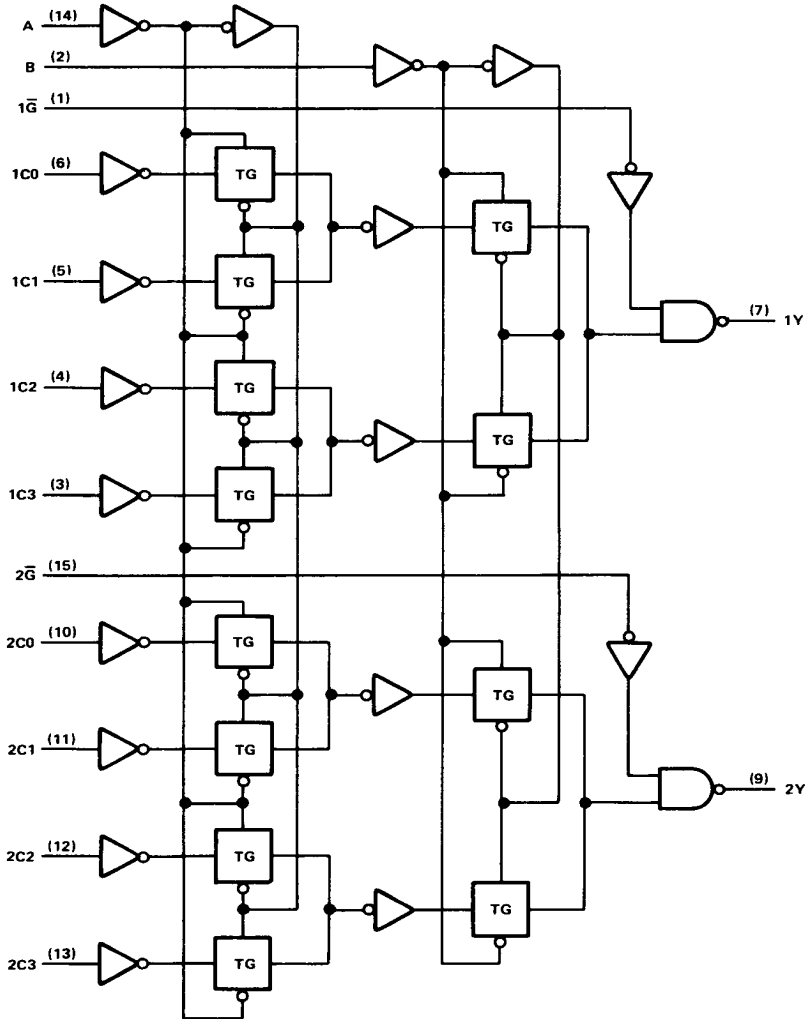 A (14)
B (2)
1G̅ (1)
1C0 (6)
TG
TG
1C1 (5)
TG
(7) 1Y
1C2 (4)
TG
TG
1C3 (3)
TG
2G̅ (15)
2C0 (10)
TG
TG
2C1 (11)
TG
(9) 2Y
2C2 (12)
TG
TG
2C3 (13)
TG